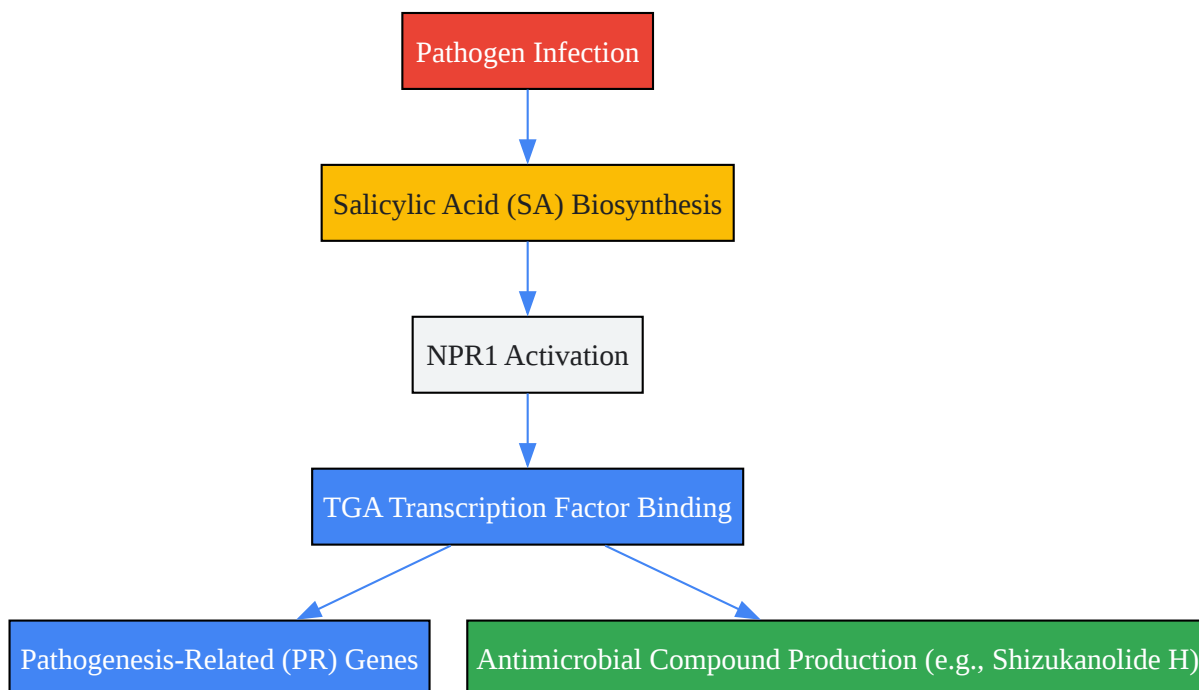 Pathogen Infection
Salicylic Acid (SA) Biosynthesis
NPR1 Activation
TGA Transcription Factor Binding
Pathogenesis-Related (PR) Genes
Antimicrobial Compound Production (e.g., Shizukanolide H)